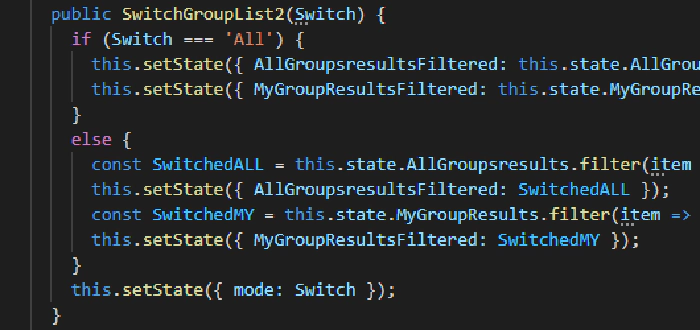 public SwitchGroupList2(Switch) {
if (Switch === 'All') {
this.setState({ AllGroupsresultsFiltered: this.state.AllGrou
this.setState({ MyGroupResultsFiltered: this.state.MyGroupRe
}
else {
const SwitchedALL = this.state.AllGroupsresults.filter(item
this.setState({ AllGroupsresultsFiltered: SwitchedALL });
const SwitchedMY = this.state.MyGroupResults.filter(item =>
this.setState({ MyGroupResultsFiltered: SwitchedMY });
}
this.setState({ mode: Switch });
}